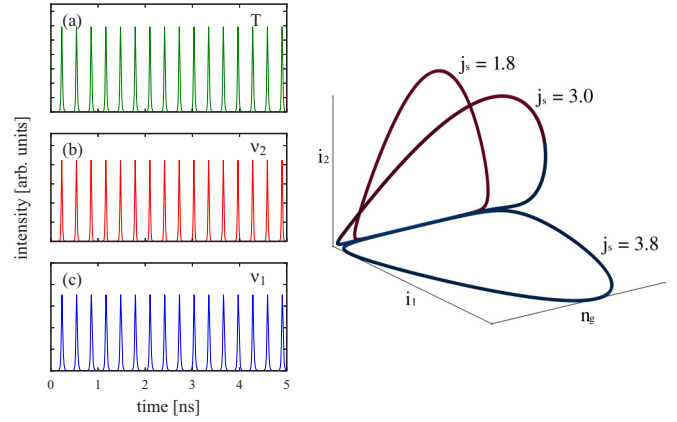 (a) T
(b) ν2
(c) ν1
intensity [arb. units]
0 1 2 3 4 5
time [ns]
js = 1.8
js = 3.0
i2
js = 3.8
i1
ng